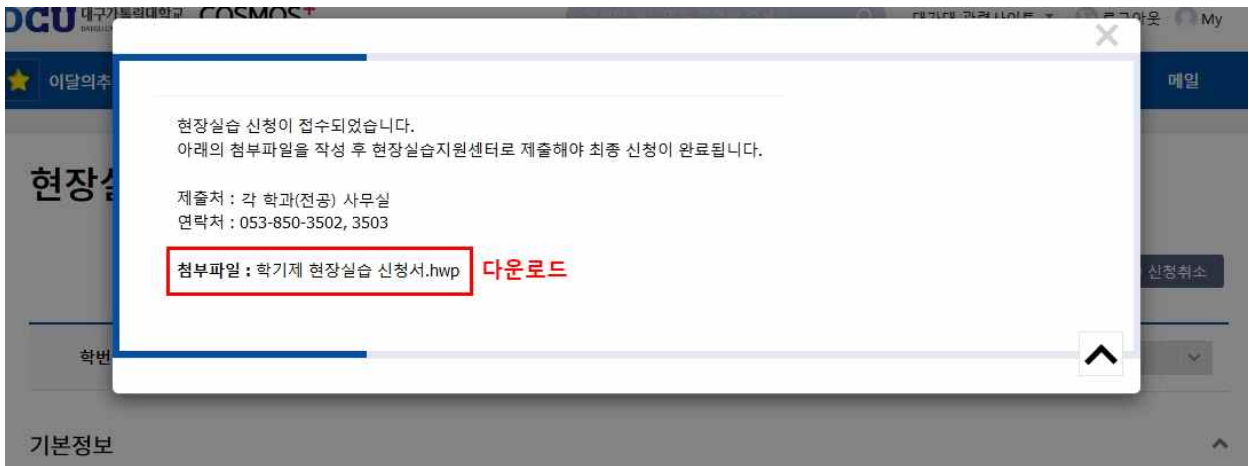 DCU 대구가톨릭대학교 COSMOS+
대가대 관련사이트 로그아웃 My
이달의추
메일
현장실습 신청이 접수되었습니다.
아래의 첨부파일을 작성 후 현장실습지원센터로 제출해야 최종 신청이 완료됩니다.
현장실
제출처 : 각 학과(전공) 사무실
연락처 : 053-850-3502, 3503
첨부파일 : 학기제 현장실습 신청서.hwp 다운로드
신청취소
학번
기본정보